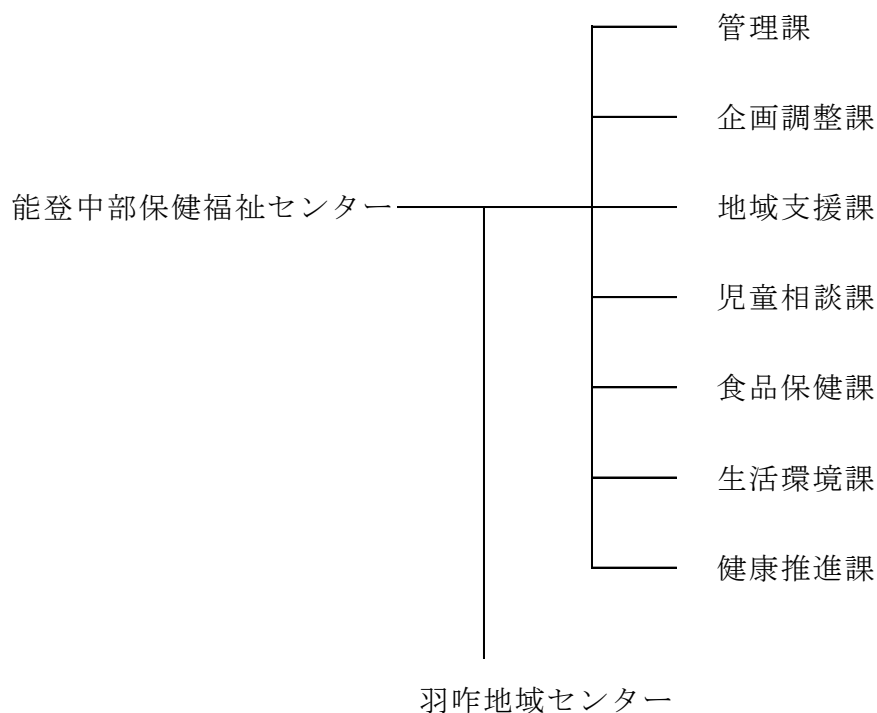 管理課
企画調整課
能登中部保健福祉センター
地域支援課
児童相談課
食品保健課
生活環境課
健康推進課
羽咋地域センター